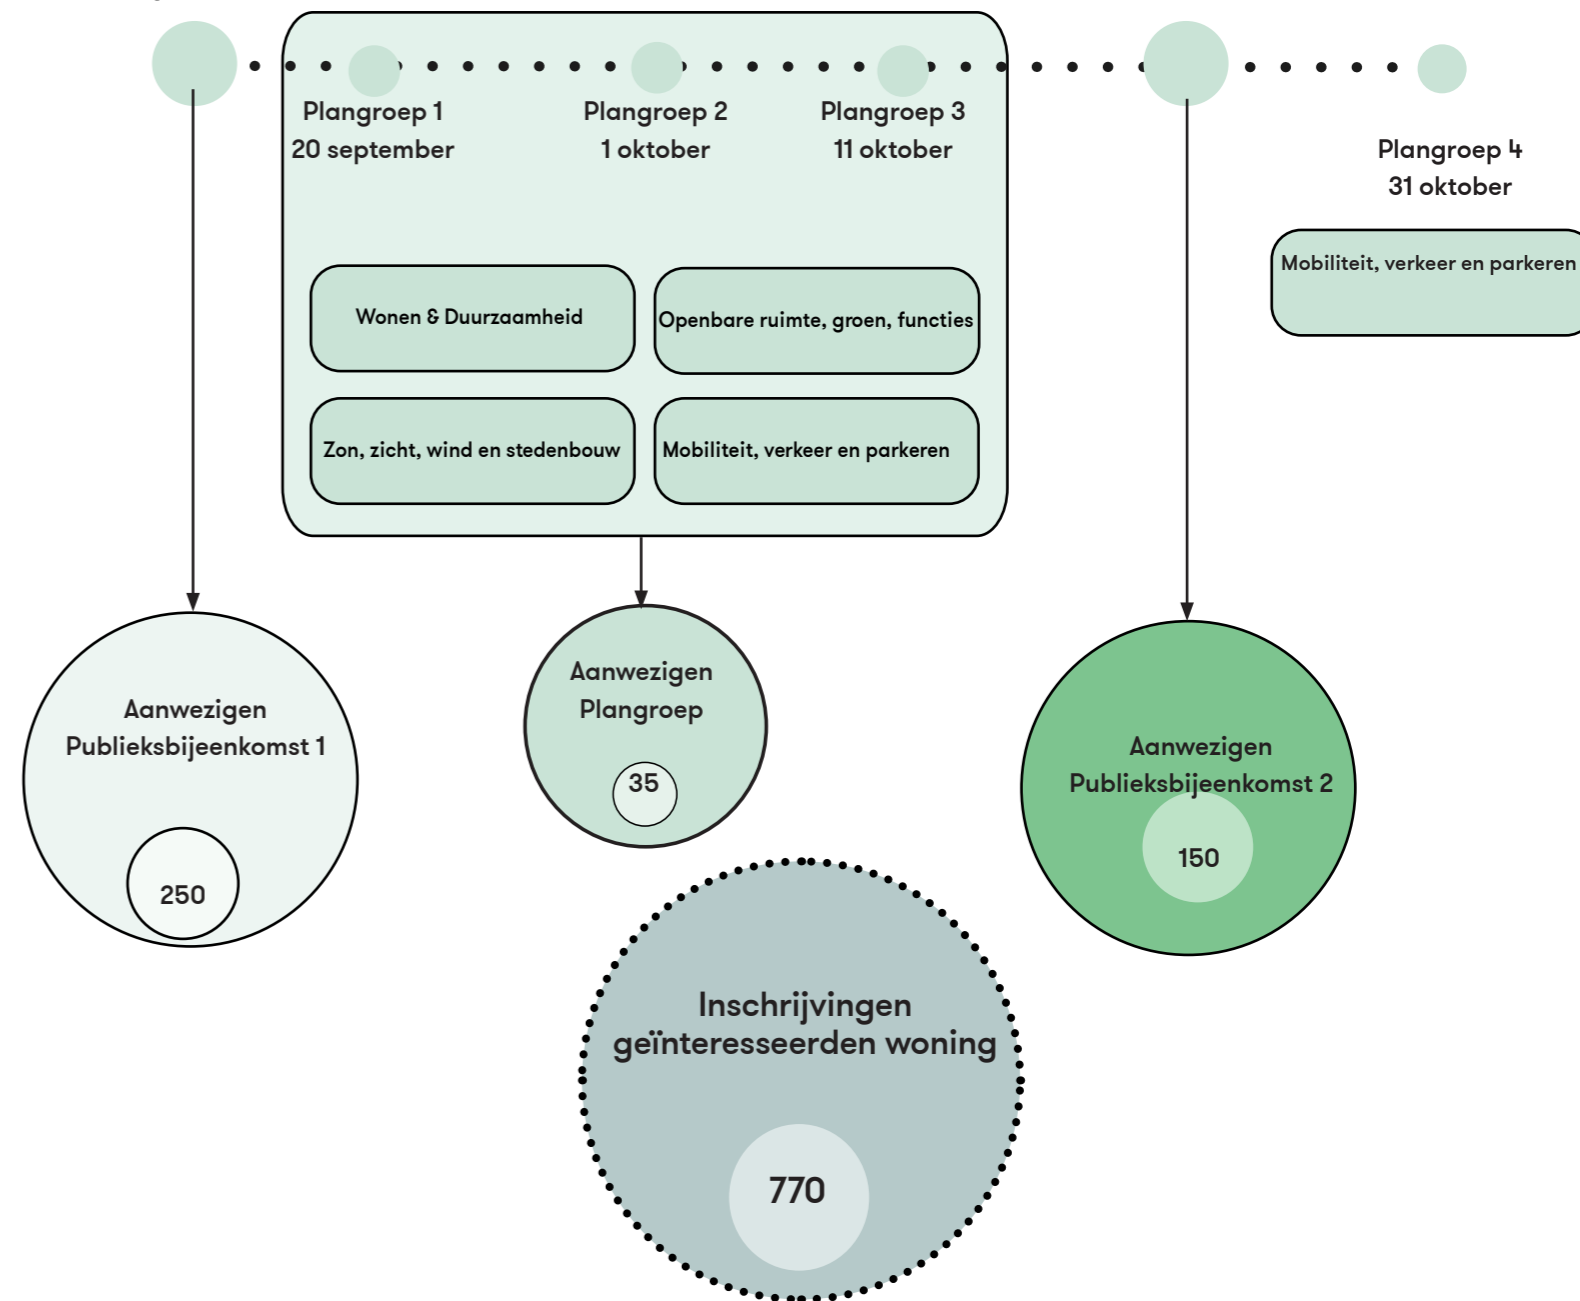 Plangroep 1
20 september
Plangroep 2
1 oktober
Plangroep 3
11 oktober
Plangroep 4
31 oktober
Mobiliteit, verkeer en parkeren
Wonen & Duurzaamheid
Openbare ruimte, groen, functies
Zon, zicht, wind en stedenbouw
Mobiliteit, verkeer en parkeren
Aanwezigen
Publieksbijeenkomst 1
250
Aanwezigen
Plangroep
35
Aanwezigen
Publieksbijeenkomst 2
150
Inschrijvingen
geïnteresseerden woning
770